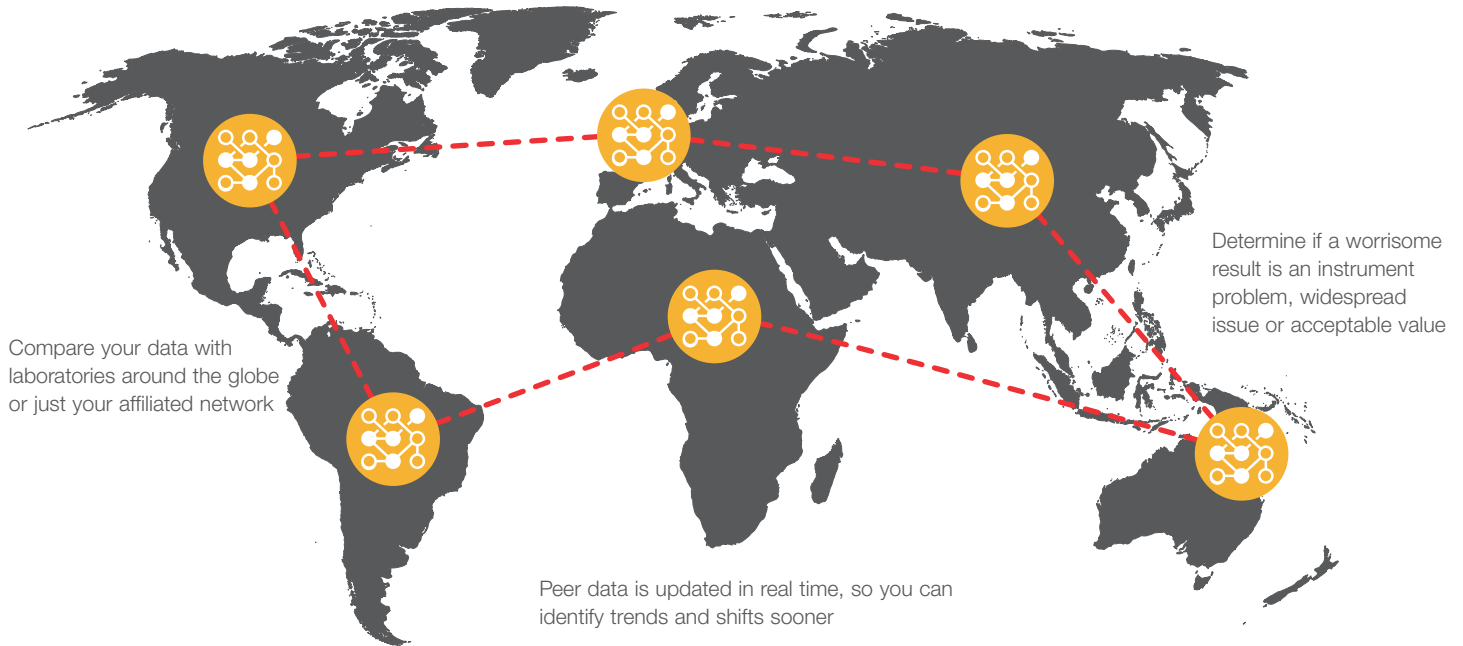 Determine if a worrisome
result is an instrument
problem, widespread
issue or acceptable value
Compare your data with
laboratories around the globe
or just your affiliated network
Peer data is updated in real time, so you can
identify trends and shifts sooner